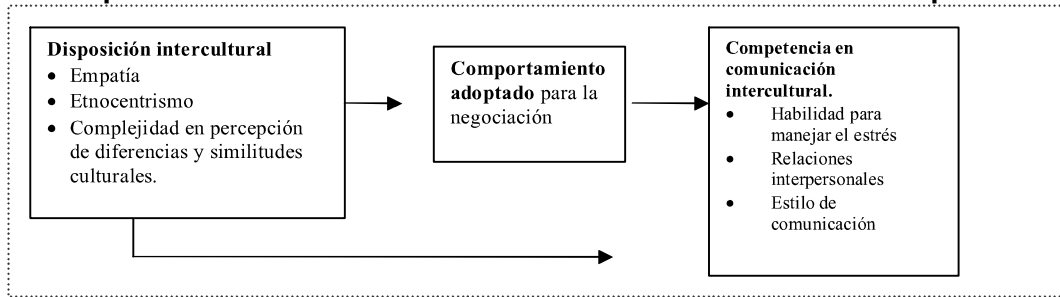 Disposición intercultural
• Empatía
• Etnocentrismo
• Complejidad en percepción
de diferencias y similitudes
culturales.
Comportamiento
adoptado para la
negociación
Competencia en
comunicación
intercultural.
• Habilidad para
manejar el estrés
• Relaciones
interpersonales
• Estilo de
comunicación